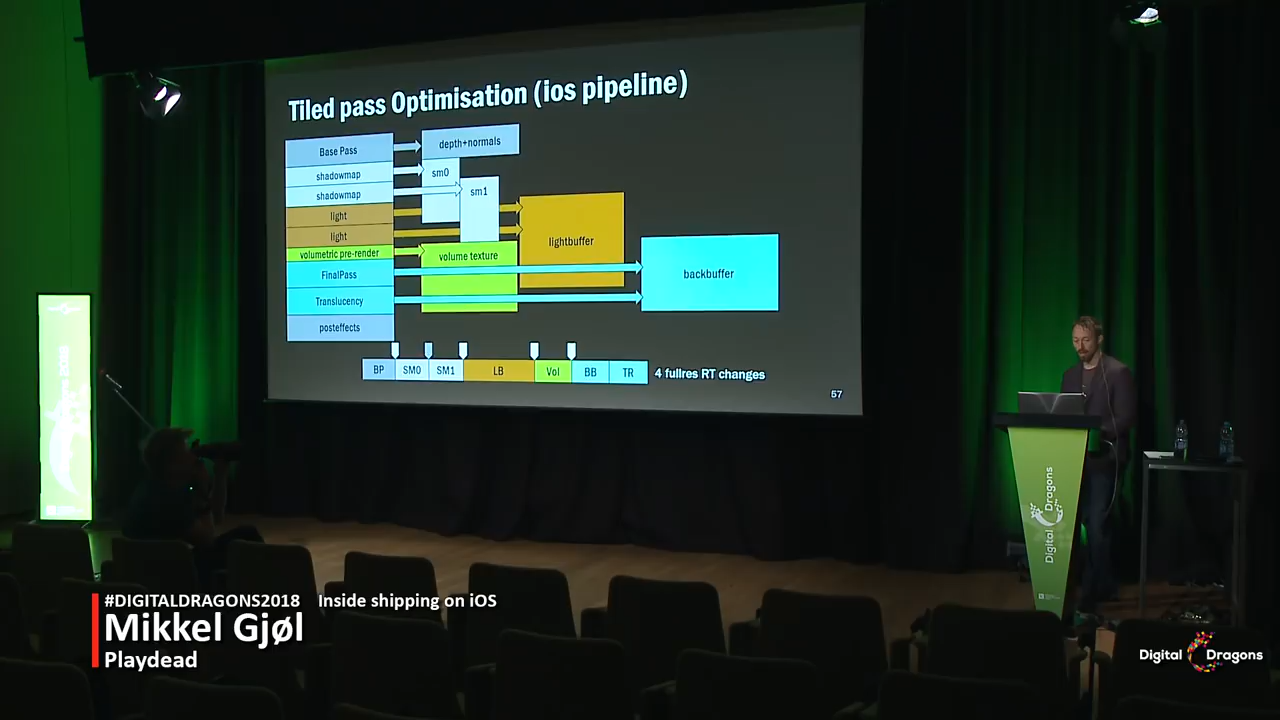 Tiled pass Optimisation (ios pipeline)
Base Pass
depth+normals
shadowmap
sm0
shadowmap
sm1
light
light
lightbuffer
volumetric pre-render
volume texture
FinalPass
backbuffer
Translucency
posteffects
BP SM0 SM1 LB Vol BB TR 4 fullres RT changes
57
Digital Dragons
#DIGITALDRAGONS2018 Inside shipping on iOS
Mikkel Gjøl
Playdead
Digital Dragons